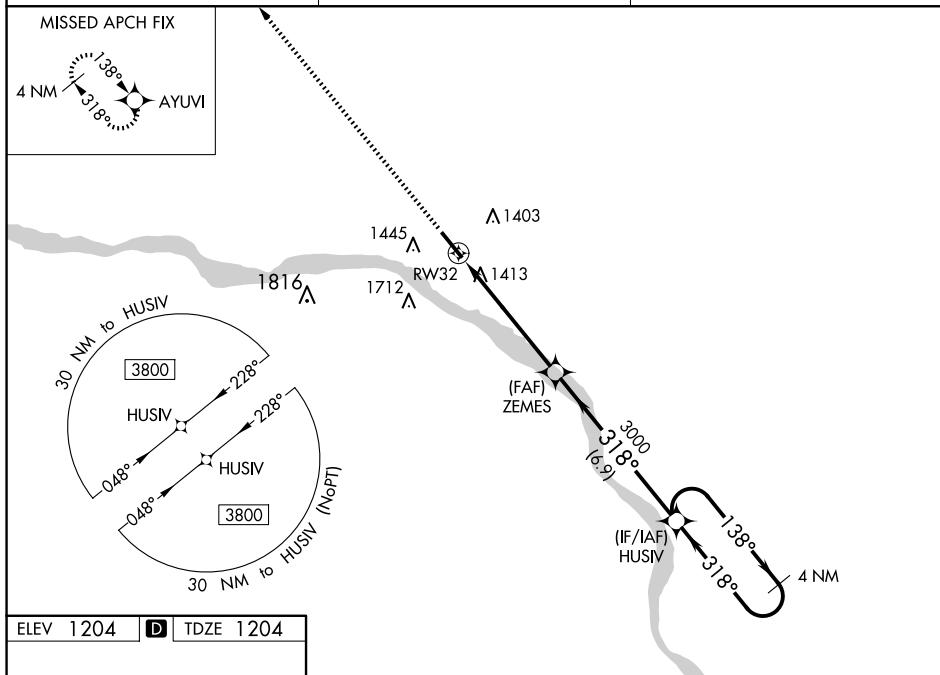 MISSED APCH FIX
138°
4 NM
318°
AYUVI
1403
1445
RW32
1413
1816
1712
30 NM to HUSIV
3800
228°
HUSIV
048°
228°
HUSIV
048°
3800
30 NM to HUSIV (NoPT)
(FAF)
ZEMES
3000
318°
(6.9)
(IF/IAF)
HUSIV
138°
318°
4 NM
ELEV 1204 D TDZE 1204